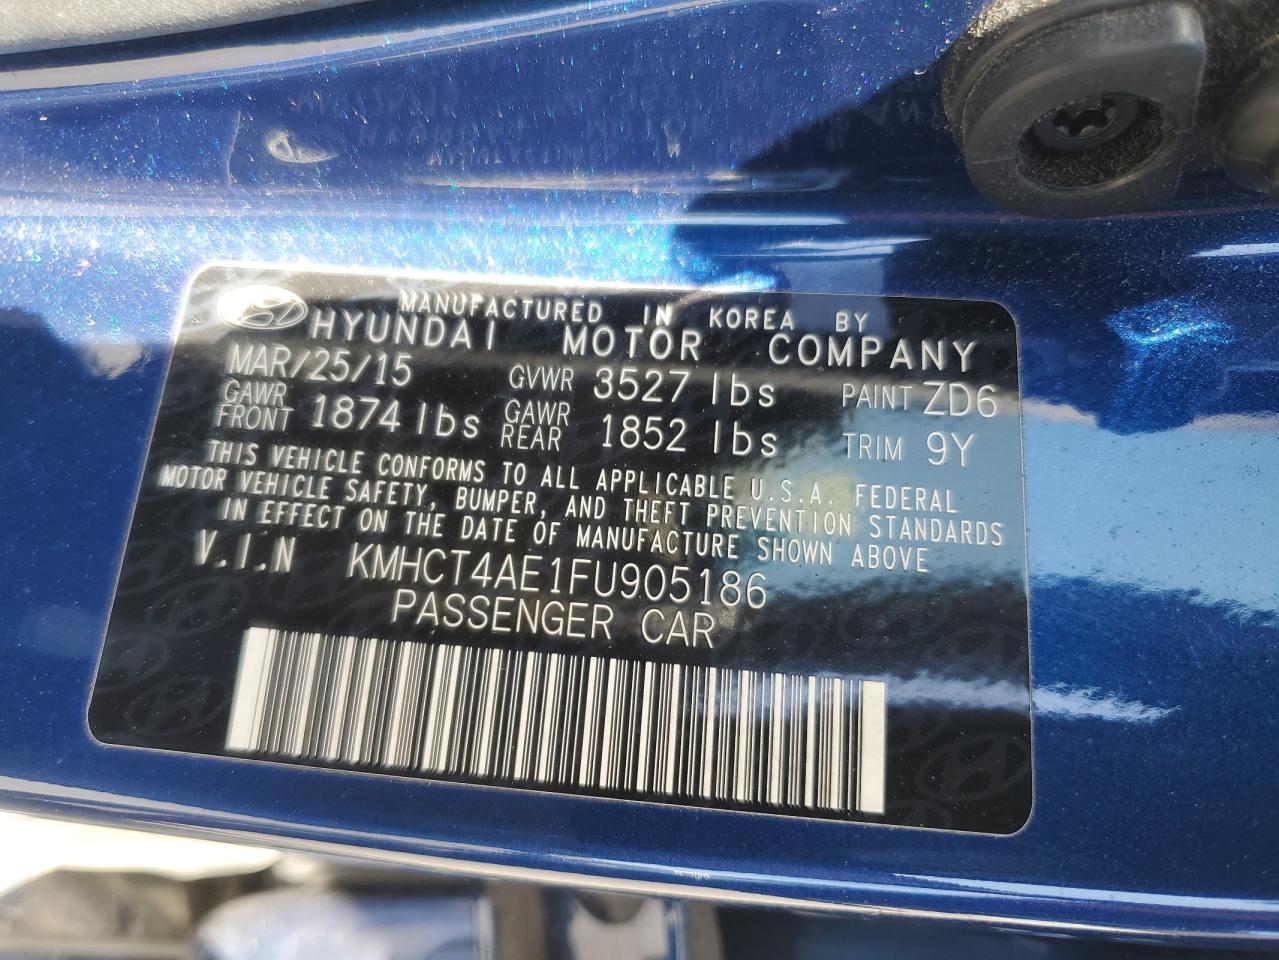 MANUFACTURED IN KOREA BY
HYUNDAI MOTOR COMPANY
MAR/25/15 GVWR 3527 lbs PAINT ZD6
GAWR FRONT 1874 lbs GAWR REAR 1852 lbs TRIM 9Y
THIS VEHICLE CONFORMS TO ALL APPLICABLE U.S.A. FEDERAL
MOTOR VEHICLE SAFETY, BUMPER, AND THEFT PREVENTION STANDARDS
IN EFFECT ON THE DATE OF MANUFACTURE SHOWN ABOVE
V.I.N KMHCT4AE1FU905186
PASSENGER CAR